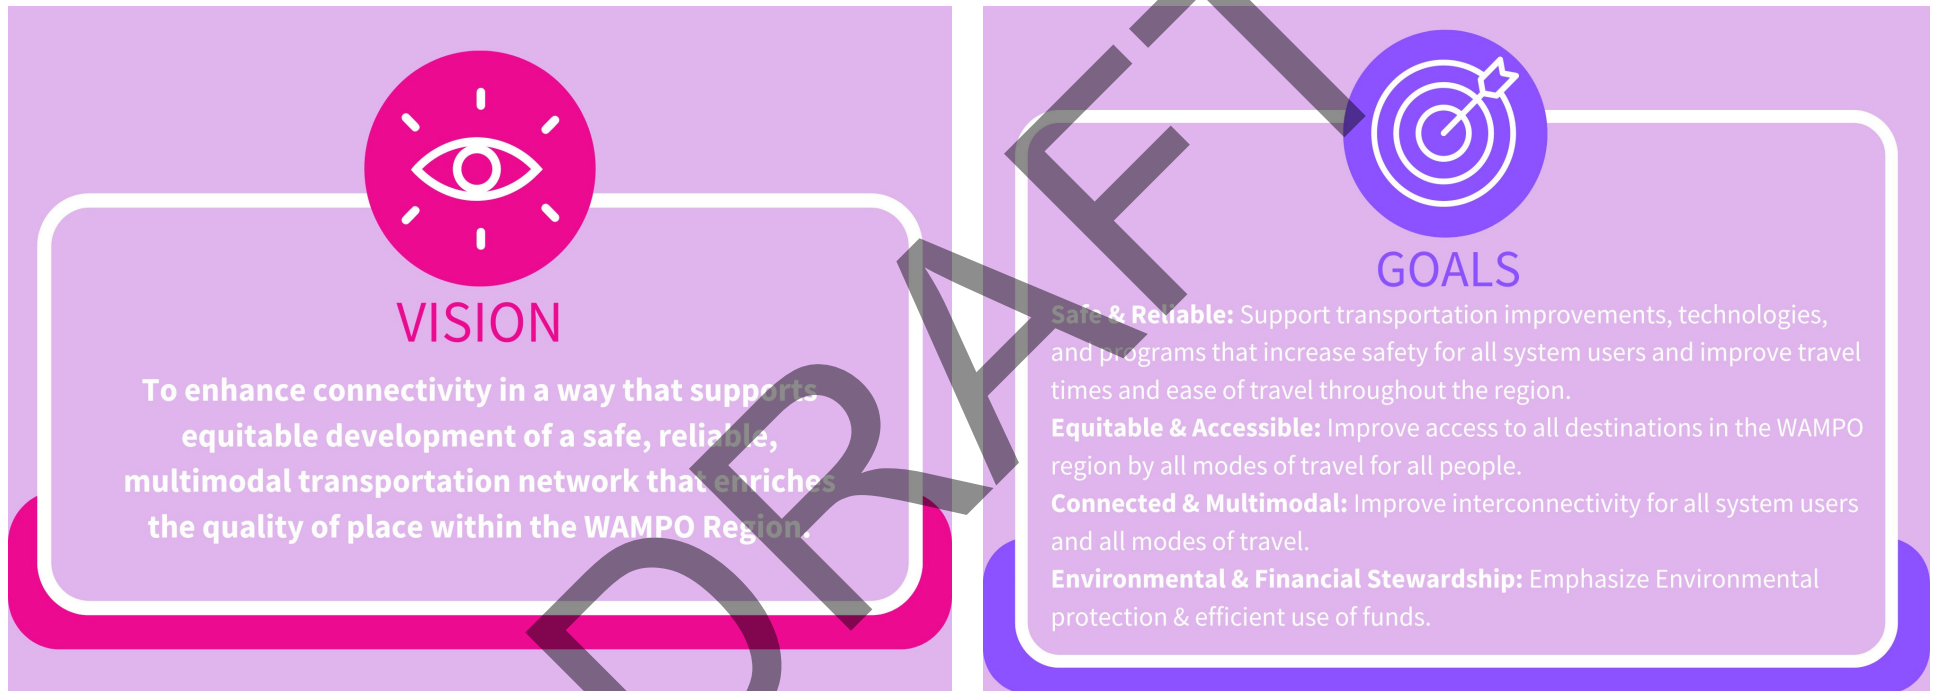 VISION
To enhance connectivity in a way that supports
equitable development of a safe, reliable,
multimodal transportation network that enriches
the quality of place within the WAMPO Region.
GOALS
Safe & Reliable: Support transportation improvements, technologies,
and programs that increase safety for all system users and improve travel
times and ease of travel throughout the region.
Equitable & Accessible: Improve access to all destinations in the WAMPO
region by all modes of travel for all people.
Connected & Multimodal: Improve interconnectivity for all system users
and all modes of travel.
Environmental & Financial Stewardship: Emphasize Environmental
protection & efficient use of funds.
DRAFT